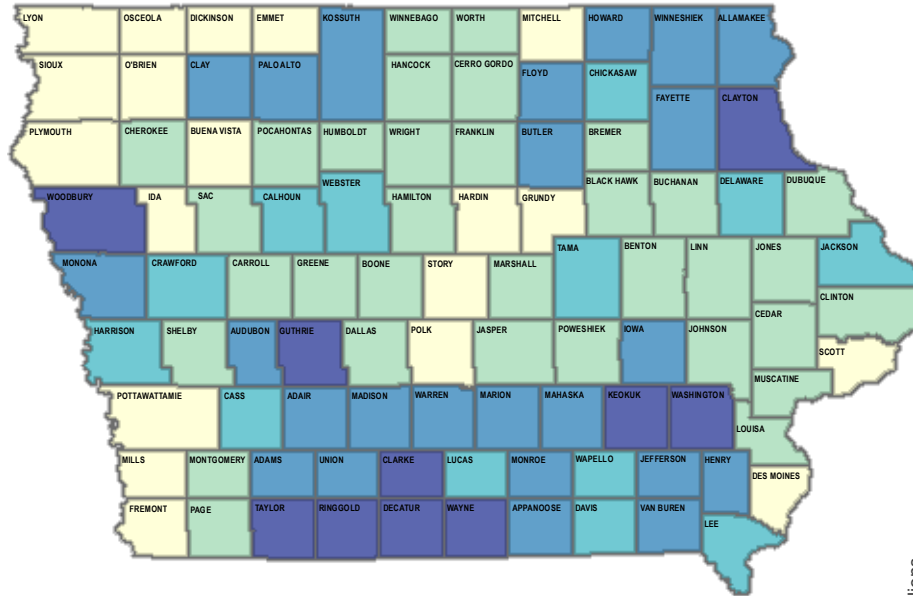 LYON
OSCEOLA
DICKINSON
EMMET
KOSSUTH
WINNEBAGO
WORTH
MITCHELL
HOWARD
WINNESHIEK
ALLAMAKEE
SIOUX
O'BRIEN
CLAY
PALO ALTO
HANCOCK
CERRO GORDO
FLOYD
CHICKASAW
FAYETTE
CLAYTON
PLYMOUTH
CHEROKEE
BUENA VISTA
POCAHONTAS
HUMBOLDT
WRIGHT
FRANKLIN
BUTLER
BREMER
WOODBURY
IDA
SAC
CALHOUN
WEBSTER
HAMILTON
HARDIN
GRUNDY
BLACK HAWK
BUCHANAN
DELAWARE
DUBUQUE
MONONA
CRAWFORD
CARROLL
GREENE
BOONE
STORY
MARSHALL
TAMA
BENTON
LINN
JONES
JACKSON
CLINTON
CEDAR
HARRISON
SHELBY
AUDUBON
GUTHRIE
DALLAS
POLK
JASPER
POWESHIEK
IOWA
JOHNSON
SCOTT
MUSCATINE
POTTAWATTAMIE
CASS
ADAIR
MADISON
WARREN
MARION
MAHASKA
KEOKUK
WASHINGTON
LOUISA
MILLS
MONTGOMERY
ADAMS
UNION
CLARKE
LUCAS
MONROE
WAPELLO
JEFFERSON
HENRY
DES MOINES
FREMONT
PAGE
TAYLOR
RINGGOLD
DECATUR
WAYNE
APPANOOSE
DAVIS
VAN BUREN
LEE